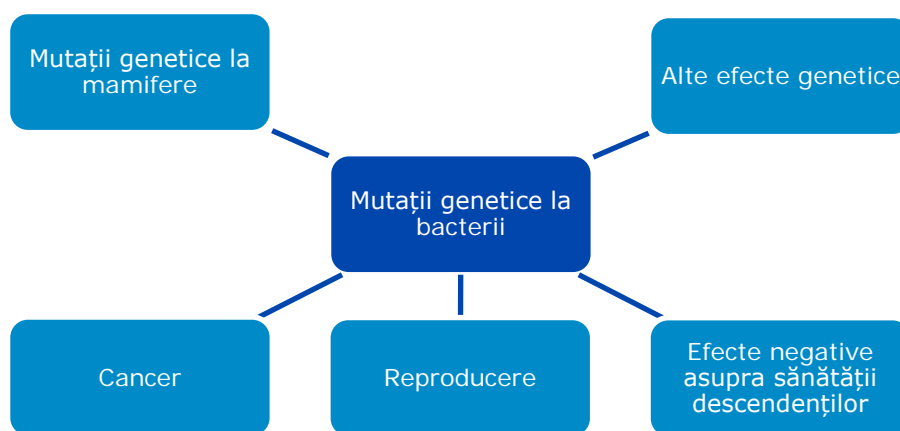 Mutații genetice la
mamifere
Alte efecte genetice
Mutații genetice la
bacterii
Cancer
Reproducere
Efecte negative
asupra sănătății
descendenților